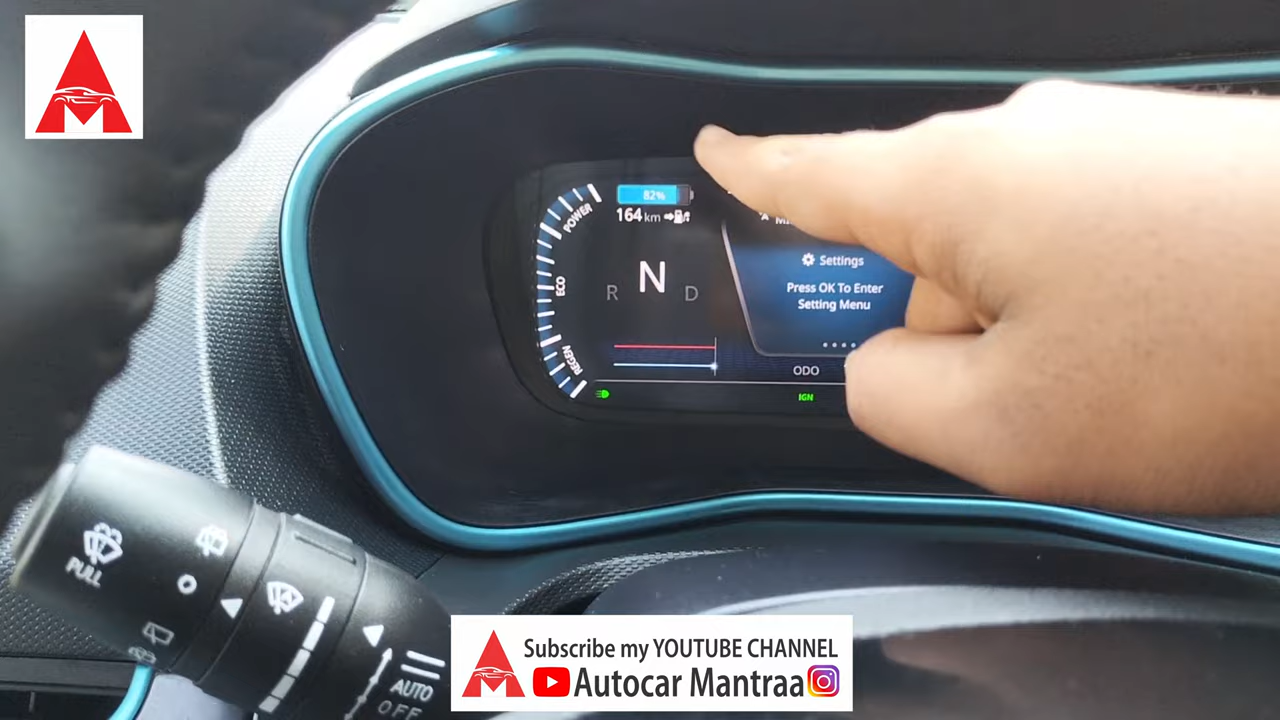 POWER
82%
164 km
ECO
N
R
D
REGEN
Settings
Press OK To Enter
Setting Menu
ODO
IGN
PULL
AUTO
OFF
Subscribe my YOUTUBE CHANNEL
Autocar Mantraa